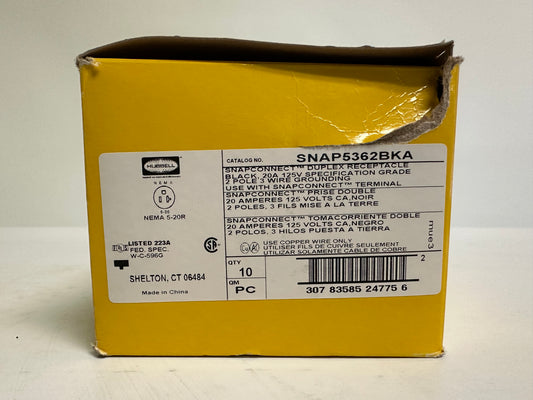 HUBBELL
CATALOG NO. SNAP5362BKA
SNAPCONNECT™ DUPLEX RECEPTACLE
BLACK, 20A 125V SPECIFICATION GRADE
2 POLE 3 WIRE GROUNDING
USE WITH SNAPCONNECT™ TERMINAL
SNAPCONNECT™ PRISE DOUBLE
20 AMPERES 125 VOLTS CA,NOIR
2 POLES, 3 FILS MISE A LA TERRE
SNAPCONNECT™ TOMACORRIENTE DOBLE
20 AMPERES 125 VOLTS CA,NEGRO
2 POLES, 3 HILOS PUESTA A TIERRA
NEMA
5-20
NEMA 5-20R
LISTED 223A
FED. SPEC.
W-C-596G
SHELTON, CT 06484
Made in China
USE COPPER WIRE ONLY
UTILISER FILS DE CUIVRE SEULEMENT
UTILIZAR SOLAMENTE CABLE DE COBRE
QTY
10
QM
PC
2
307 83585 24775 6